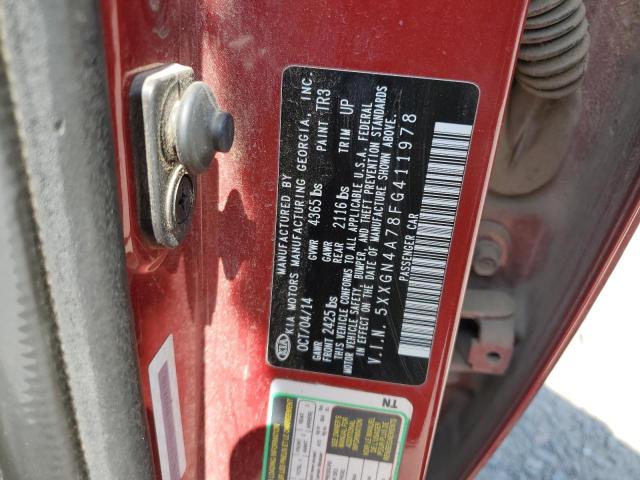 KIA MANUFACTURED BY
KIA MOTORS MANUFACTURING GEORGIA, INC.
OCT/04/14 GVWR 4365 lbs PAINT TR3
GAWR FRONT 2425 lbs GAWR REAR 2116 lbs TRIM UP
THIS VEHICLE CONFORMS TO ALL APPLICABLE U.S.A. FEDERAL
MOTOR VEHICLE SAFETY, BUMPER, AND THEFT PREVENTION STANDARDS
IN EFFECT ON THE DATE OF MANUFACTURE SHOWN ABOVE.
V.I.N. 5XXGN4A78FG411978
PASSENGER CAR
TN